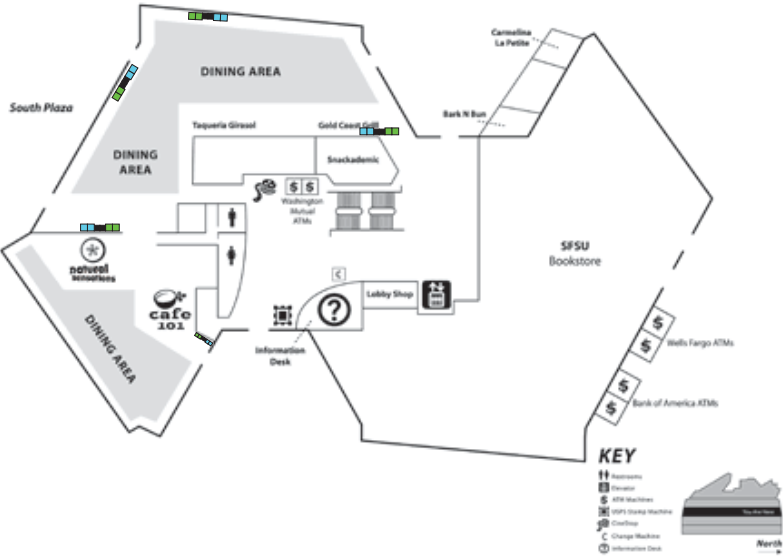 Carmelina
La Petite
DINING AREA
South Plaza
Bark N Bun
Taqueria Girasol
Gold Coast Grill
DINING
AREA
Snackademic
$ $
Washington
Mutual
ATMs
SFSU
Bookstore
natural
sensations
C
Lobby Shop
cafe
101
?
Information
Desk
DINING AREA
$
$
Wells Fargo ATMs
$
$
Bank of America ATMs
KEY
Restrooms
Elevator
$ ATM Machines
USPS Stamp Machine
C Change Machine
? Information Desk
You Are Here
North